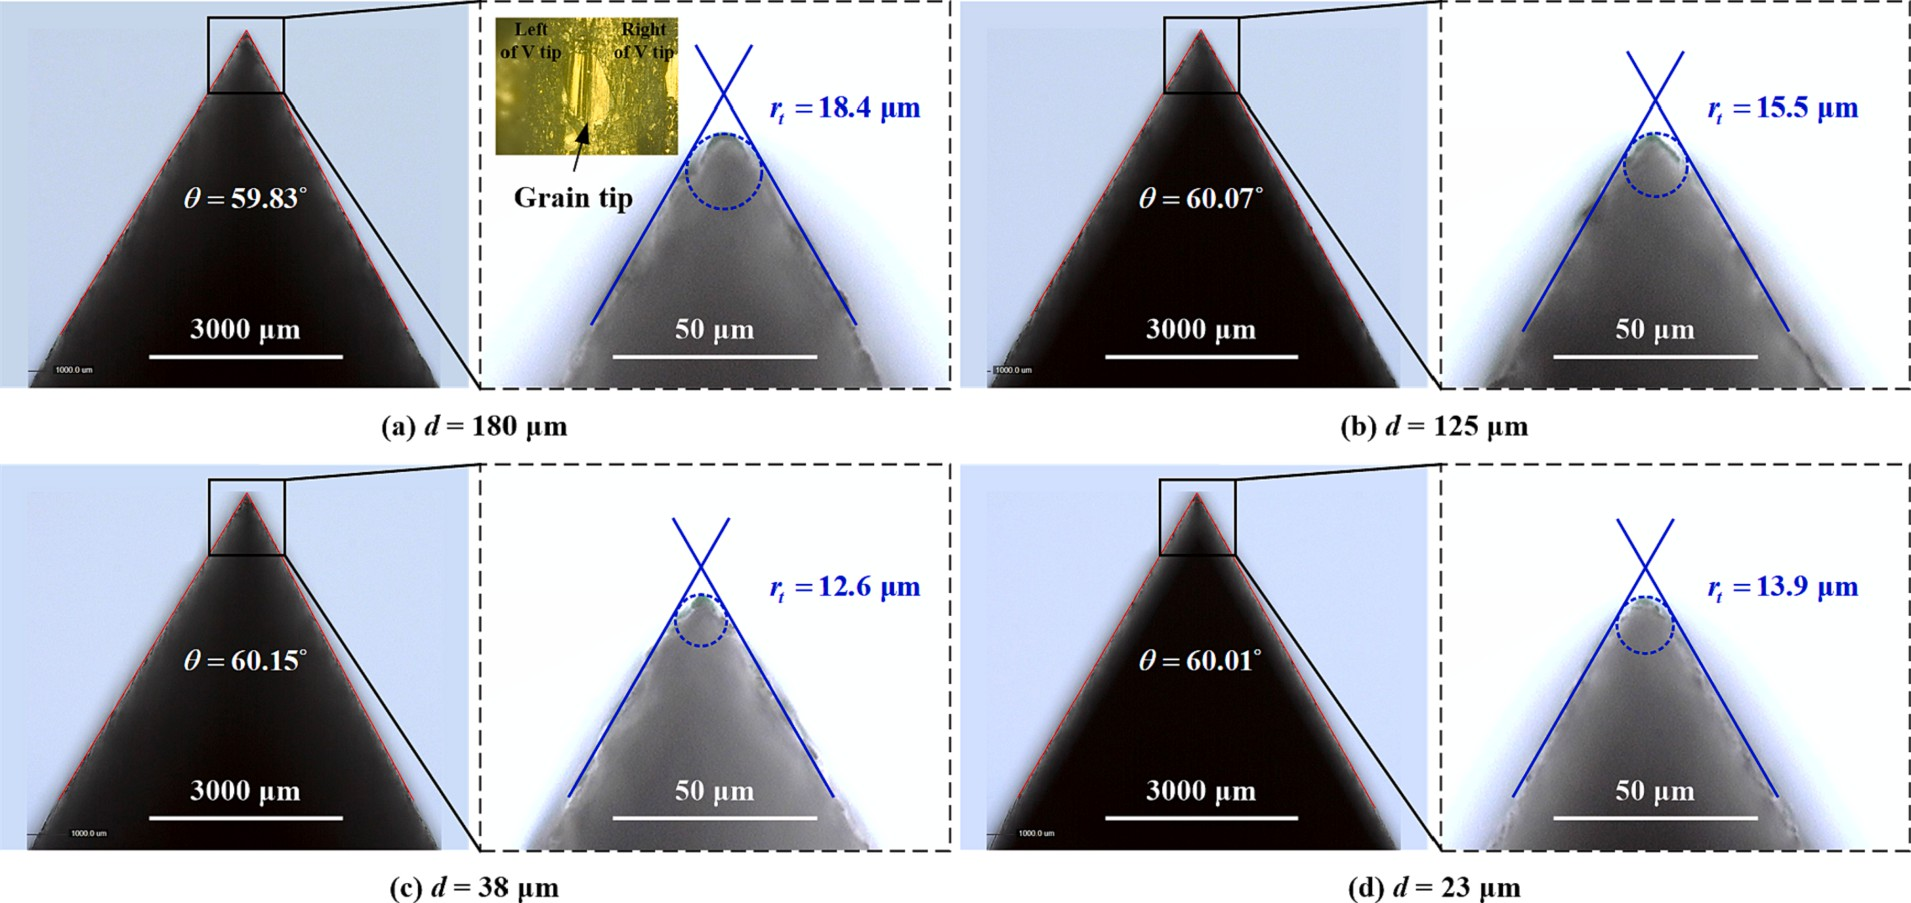 Left
of V tip
Right
of V tip
Grain tip
θ = 59.83°
3000 μm
1000.0 um
r_t = 18.4 μm
50 μm
θ = 60.07°
3000 μm
1000.0 um
r_t = 15.5 μm
50 μm
(a) d = 180 μm
(b) d = 125 μm
θ = 60.15°
3000 μm
1000.0 um
r_t = 12.6 μm
50 μm
θ = 60.01°
3000 μm
1000.0 um
r_t = 13.9 μm
50 μm
(c) d = 38 μm
(d) d = 23 μm